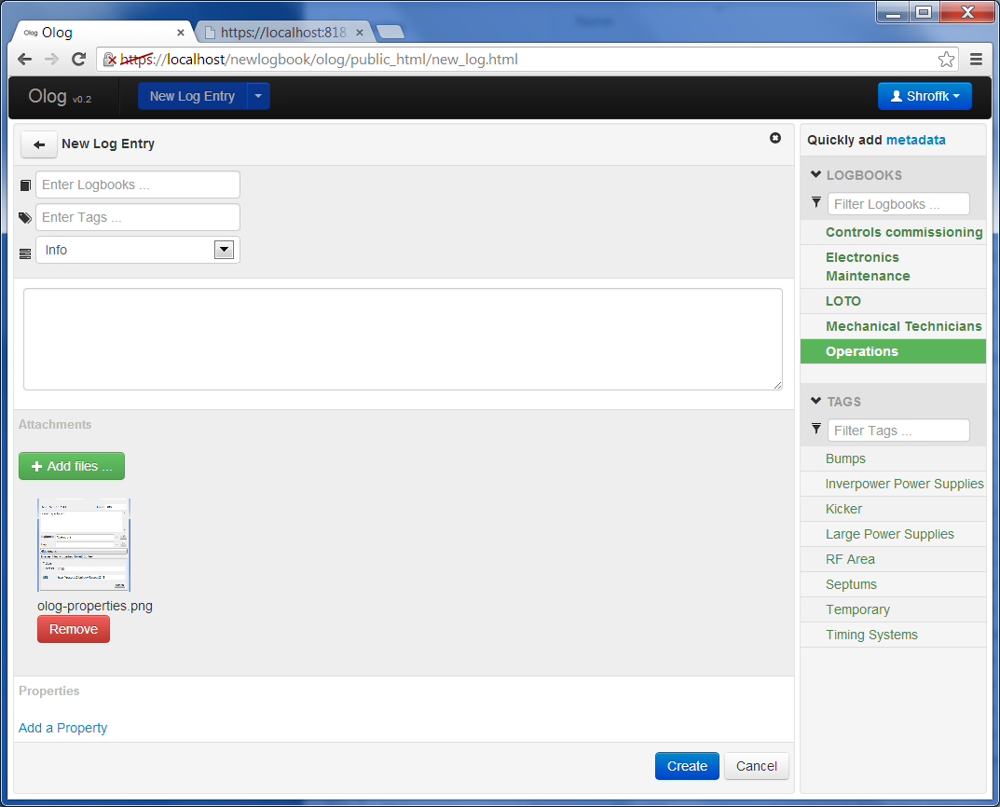 Olog Olog
https://localhost:818
https://localhost/newlogbook/olog/public_html/new_log.html
Olog v0.2
New Log Entry
Shroffk
New Log Entry
Enter Logbooks ...
Enter Tags ...
Info
Attachments
+ Add files ...
olog-properties.png
Remove
Properties
Add a Property
Create
Cancel
Quickly add metadata
LOGBOOKS
Filter Logbooks ...
Controls commissioning
Electronics
Maintenance
LOTO
Mechanical Technicians
Operations
TAGS
Filter Tags ...
Bumps
Inverpower Power Supplies
Kicker
Large Power Supplies
RF Area
Septums
Temporary
Timing Systems